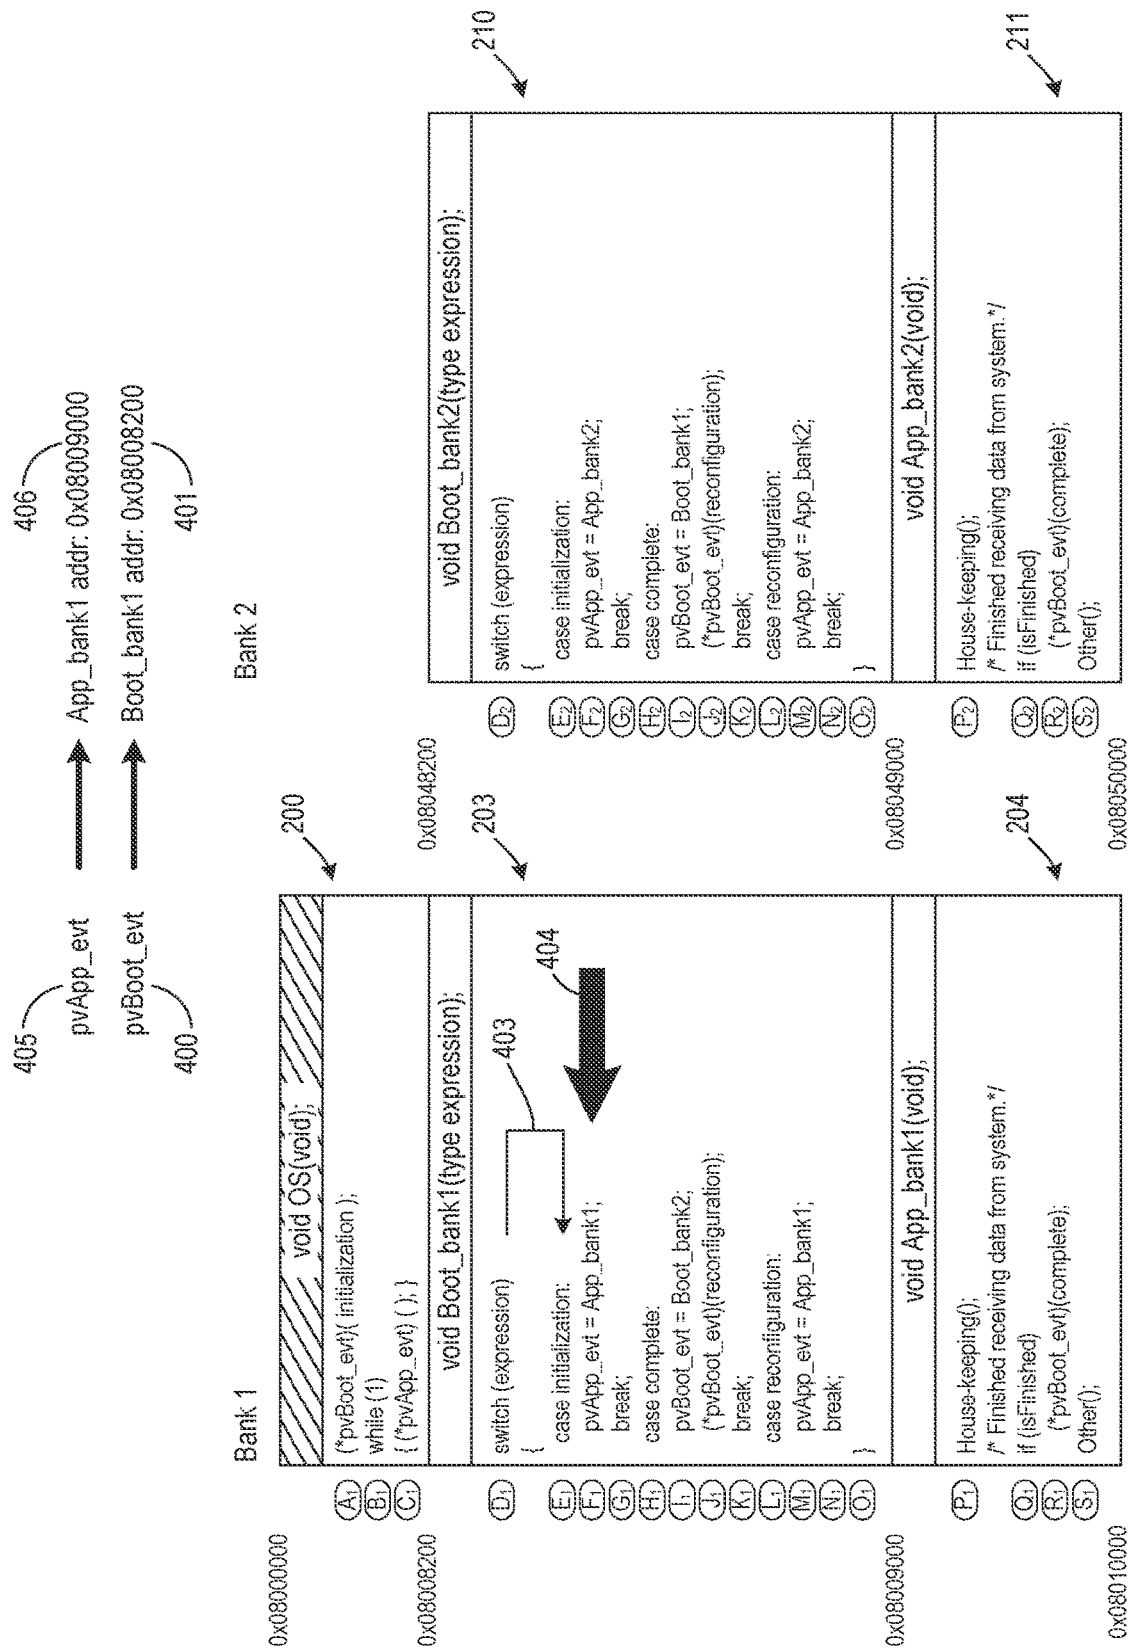 405
pvApp_evt
406
App_bank1 addr: 0x08009000
pvBoot_evt
400
Boot_bank1 addr: 0x08008200
401
Bank 1
0x08000000
void OS(void);
200
A1
(*pvBoot_evt)( initialization );
B1
while (1)
C1
{ (*pvApp_evt) ( ); }
0x08008200
void Boot_bank1(type expression);
203
D1
switch (expression)
{
403
E1
case initialization:
F1
pvApp_evt = App_bank1;
404
G1
break;
H1
case complete:
I1
pvBoot_evt = Boot_bank2;
J1
(*pvBoot_evt)(reconfiguration);
K1
break;
L1
case reconfiguration:
M1
pvApp_evt = App_bank1;
N1
break;
O1
}
0x08009000
void App_bank1(void);
204
P1
House-keeping();
/* Finished receiving data from system.*/
Q1
if (isFinished)
R1
(*pvBoot_evt)(complete);
S1
Other();
0x08010000
Bank 2
0x08048200
void Boot_bank2(type expression);
210
D2
switch (expression)
{
E2
case initialization:
F2
pvApp_evt = App_bank2;
G2
break;
H2
case complete:
I2
pvBoot_evt = Boot_bank1;
J2
(*pvBoot_evt)(reconfiguration);
K2
break;
L2
case reconfiguration:
M2
pvApp_evt = App_bank2;
N2
break;
O2
}
0x08049000
void App_bank2(void);
211
P2
House-keeping();
/* Finished receiving data from system.*/
Q2
if (isFinished)
R2
(*pvBoot_evt)(complete);
S2
Other();
0x08050000